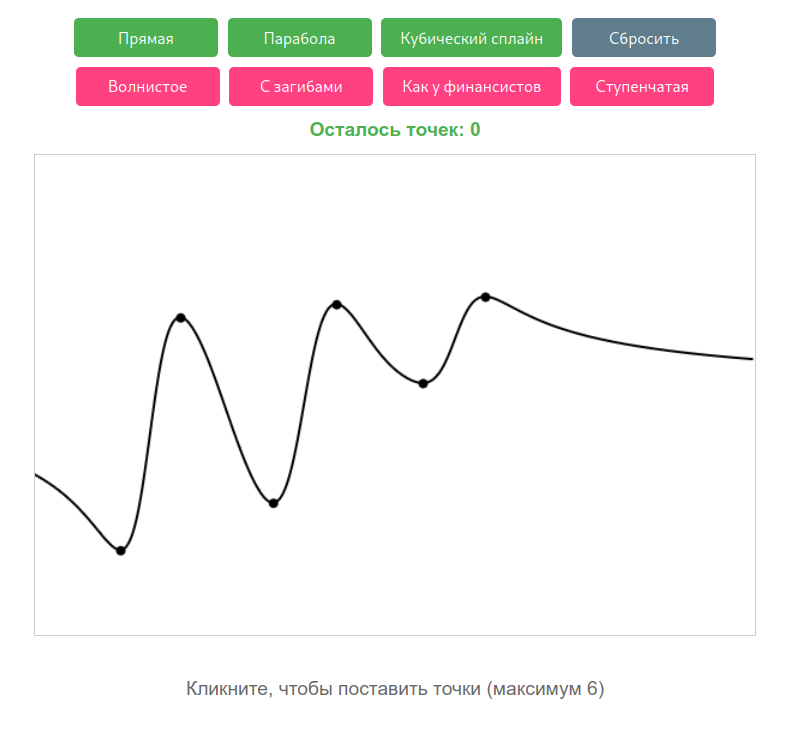 Прямая Парабола Кубический сплайн Сбросить
Волнистое С загибами Как у финансистов Ступенчатая
Осталось точек: 0
Кликните, чтобы поставить точки (максимум 6)